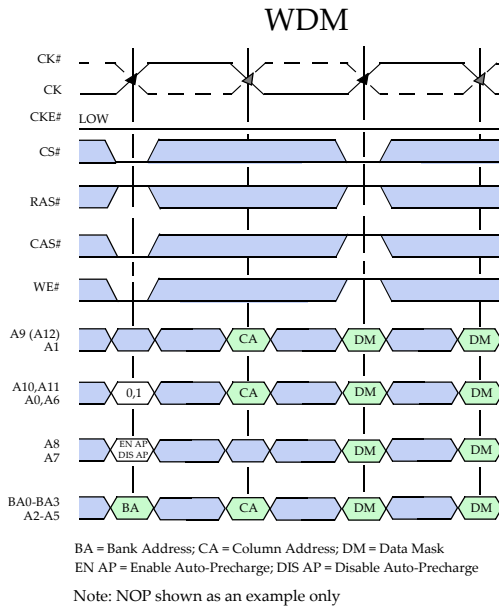 WDM
CK#
CK
CKE# LOW
CS#
RAS#
CAS#
WE#
A9 (A12)
A1
CA DM DM
A10,A11
A0,A6
0,1 CA DM DM
A8
A7
EN AP
DIS AP
DM DM
BA0-BA3
A2-A5
BA CA DM DM
BA = Bank Address; CA = Column Address; DM = Data Mask
EN AP = Enable Auto-Precharge; DIS AP = Disable Auto-Precharge
Note: NOP shown as an example only